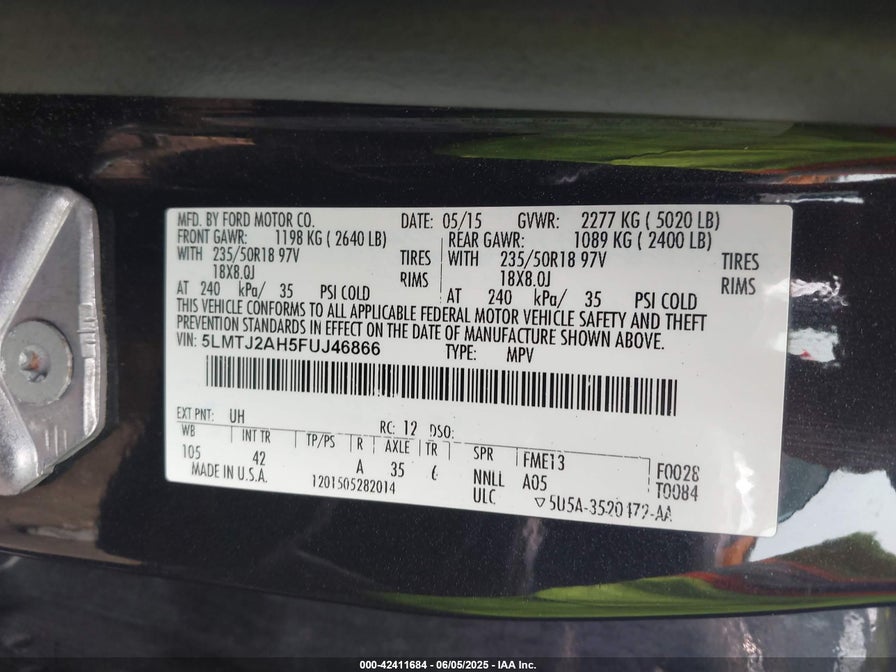 MFD. BY FORD MOTOR CO. DATE: 05/15 GVWR: 2277 KG ( 5020 LB)
FRONT GAWR: 1198 KG ( 2640 LB) REAR GAWR: 1089 KG ( 2400 LB)
WITH 235/50R18 97V TIRES WITH 235/50R18 97V TIRES
18X8.0J RIMS 18X8.0J RIMS
AT 240 kPa/ 35 PSI COLD AT 240 kPa/ 35 PSI COLD
THIS VEHICLE CONFORMS TO ALL APPLICABLE FEDERAL MOTOR VEHICLE SAFETY AND THEFT
PREVENTION STANDARDS IN EFFECT ON THE DATE OF MANUFACTURE SHOWN ABOVE.
VIN: 5LMTJ2AH5FUJ46866 TYPE: MPV
EXT PNT: UH RC: 12 DSO:
WB INT TR TP/PS R AXLE TR SPR FME13 F0028
105 42 A 35 6 NNLL A05 T0084
MADE IN U.S.A. 1201505282014 ULC ▽5U5A-3520472-AA
000-42411684 - 06/05/2025 - IAA Inc.